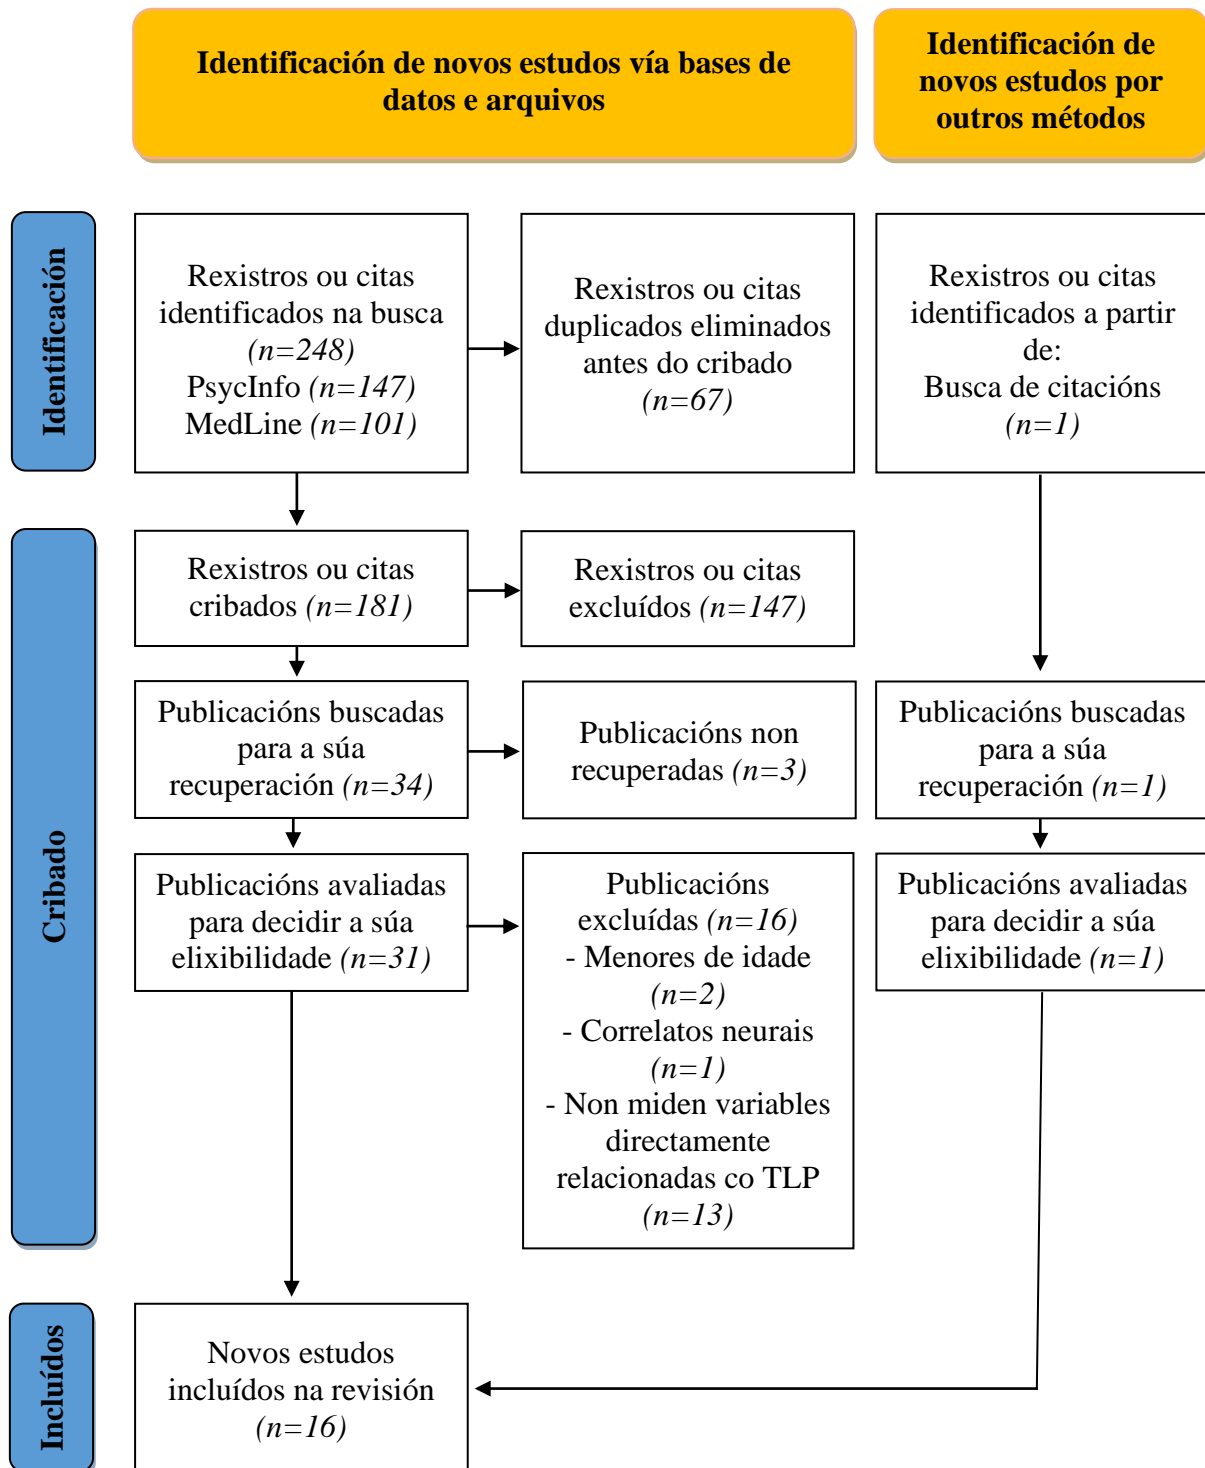 Identificación de novos estudos vía bases de
datos e arquivos
Identificación de
novos estudos por
outros métodos
Identificación
Rexistros ou citas
identificados na busca
(n=248)
PsycInfo (n=147)
MedLine (n=101)
Rexistros ou citas
duplicados eliminados
antes do cribado
(n=67)
Rexistros ou citas
identificados a partir
de:
Busca de citacións
(n=1)
Cribado
Rexistros ou citas
cribados (n=181)
Rexistros ou citas
excluídos (n=147)
Publicacións buscadas
para a súa
recuperación (n=34)
Publicacións non
recuperadas (n=3)
Publicacións buscadas
para a súa
recuperación (n=1)
Publicacións avaliadas
para decidir a súa
elixibilidade (n=31)
Publicacións
excluídas (n=16)
- Menores de idade
(n=2)
- Correlatos neurais
(n=1)
- Non miden variables
directamente
relacionadas co TLP
(n=13)
Publicacións avaliadas
para decidir a súa
elixibilidade (n=1)
Incluídos
Novos estudos
incluídos na revisión
(n=16)